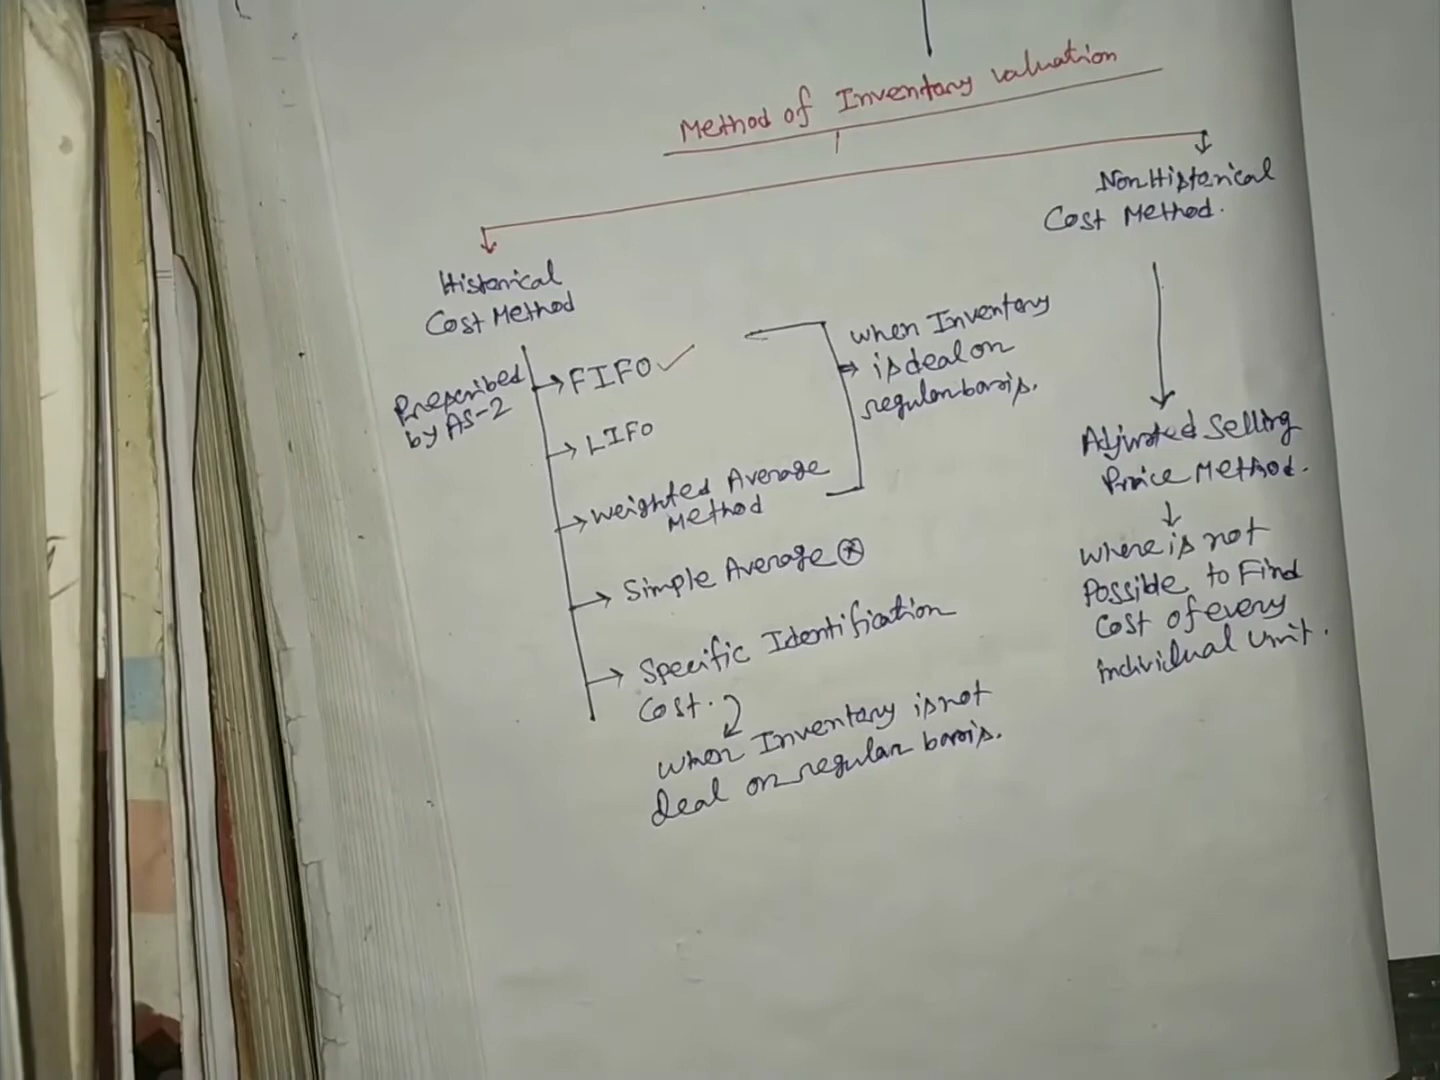 Method of Inventory valuation
Historical
Cost Method
Prescribed
by AS-2
FIFO ✓
LIFO
Weighted Average
Method
Simple Average ⊛
Specific Identification
Cost.
when Inventory is not
deal on regular basis.
when Inventory
is deal on
regular basis.
Non Historical
Cost Method.
Adjusted Selling
Price Method.
where is not
Possible to Find
Cost of every
individual unit.